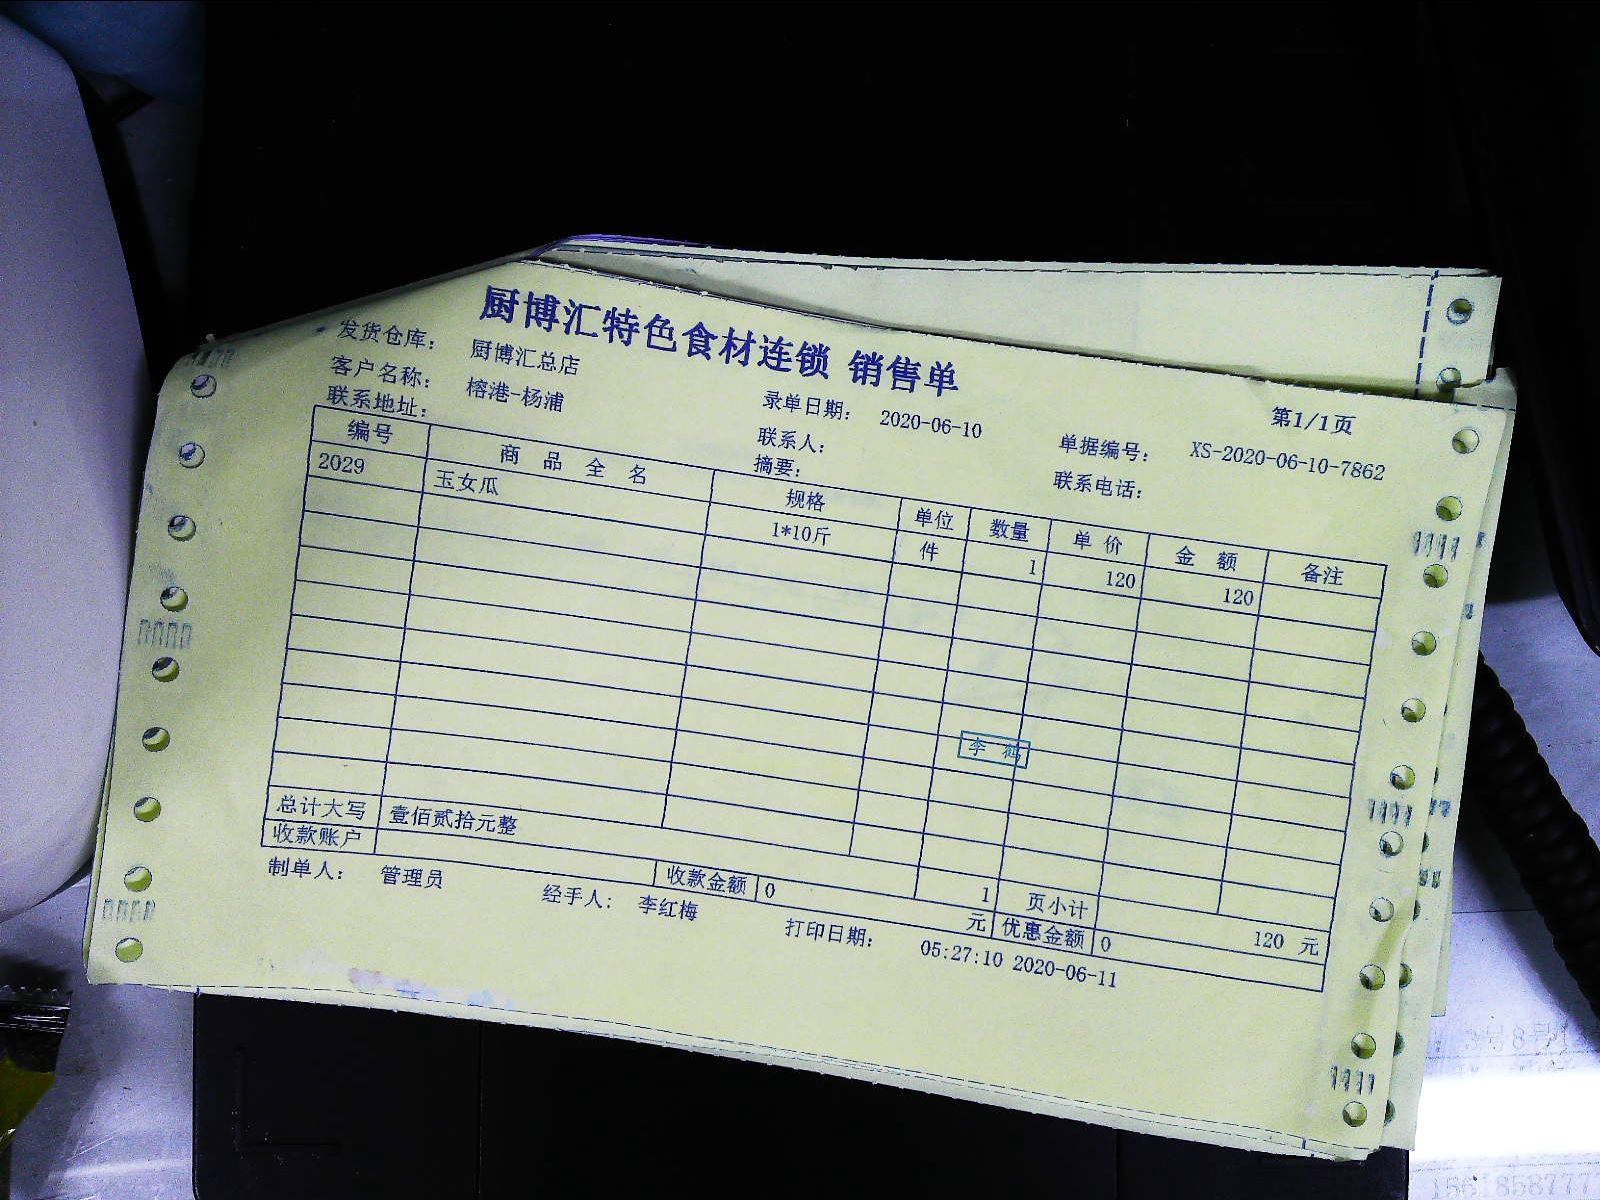 厨博汇特色食材连锁 销售单
第1/1页
发货仓库： 厨博汇总店 录单日期： 2020-06-10 单据编号： XS-2020-06-10-7862
客户名称： 榕港-杨浦 联系人： 联系电话：
联系地址： 摘要：
编号 商品全名 规格 单位 数量 单价 金额 备注
2029 玉女瓜 1*10斤 件 1 120 120
李鹤
总计大写 壹佰贰拾元整 1 页小计 120 元
收款账户 收款金额 0 元 优惠金额 0
制单人： 管理员 经手人： 李红梅 打印日期： 05:27:10 2020-06-11